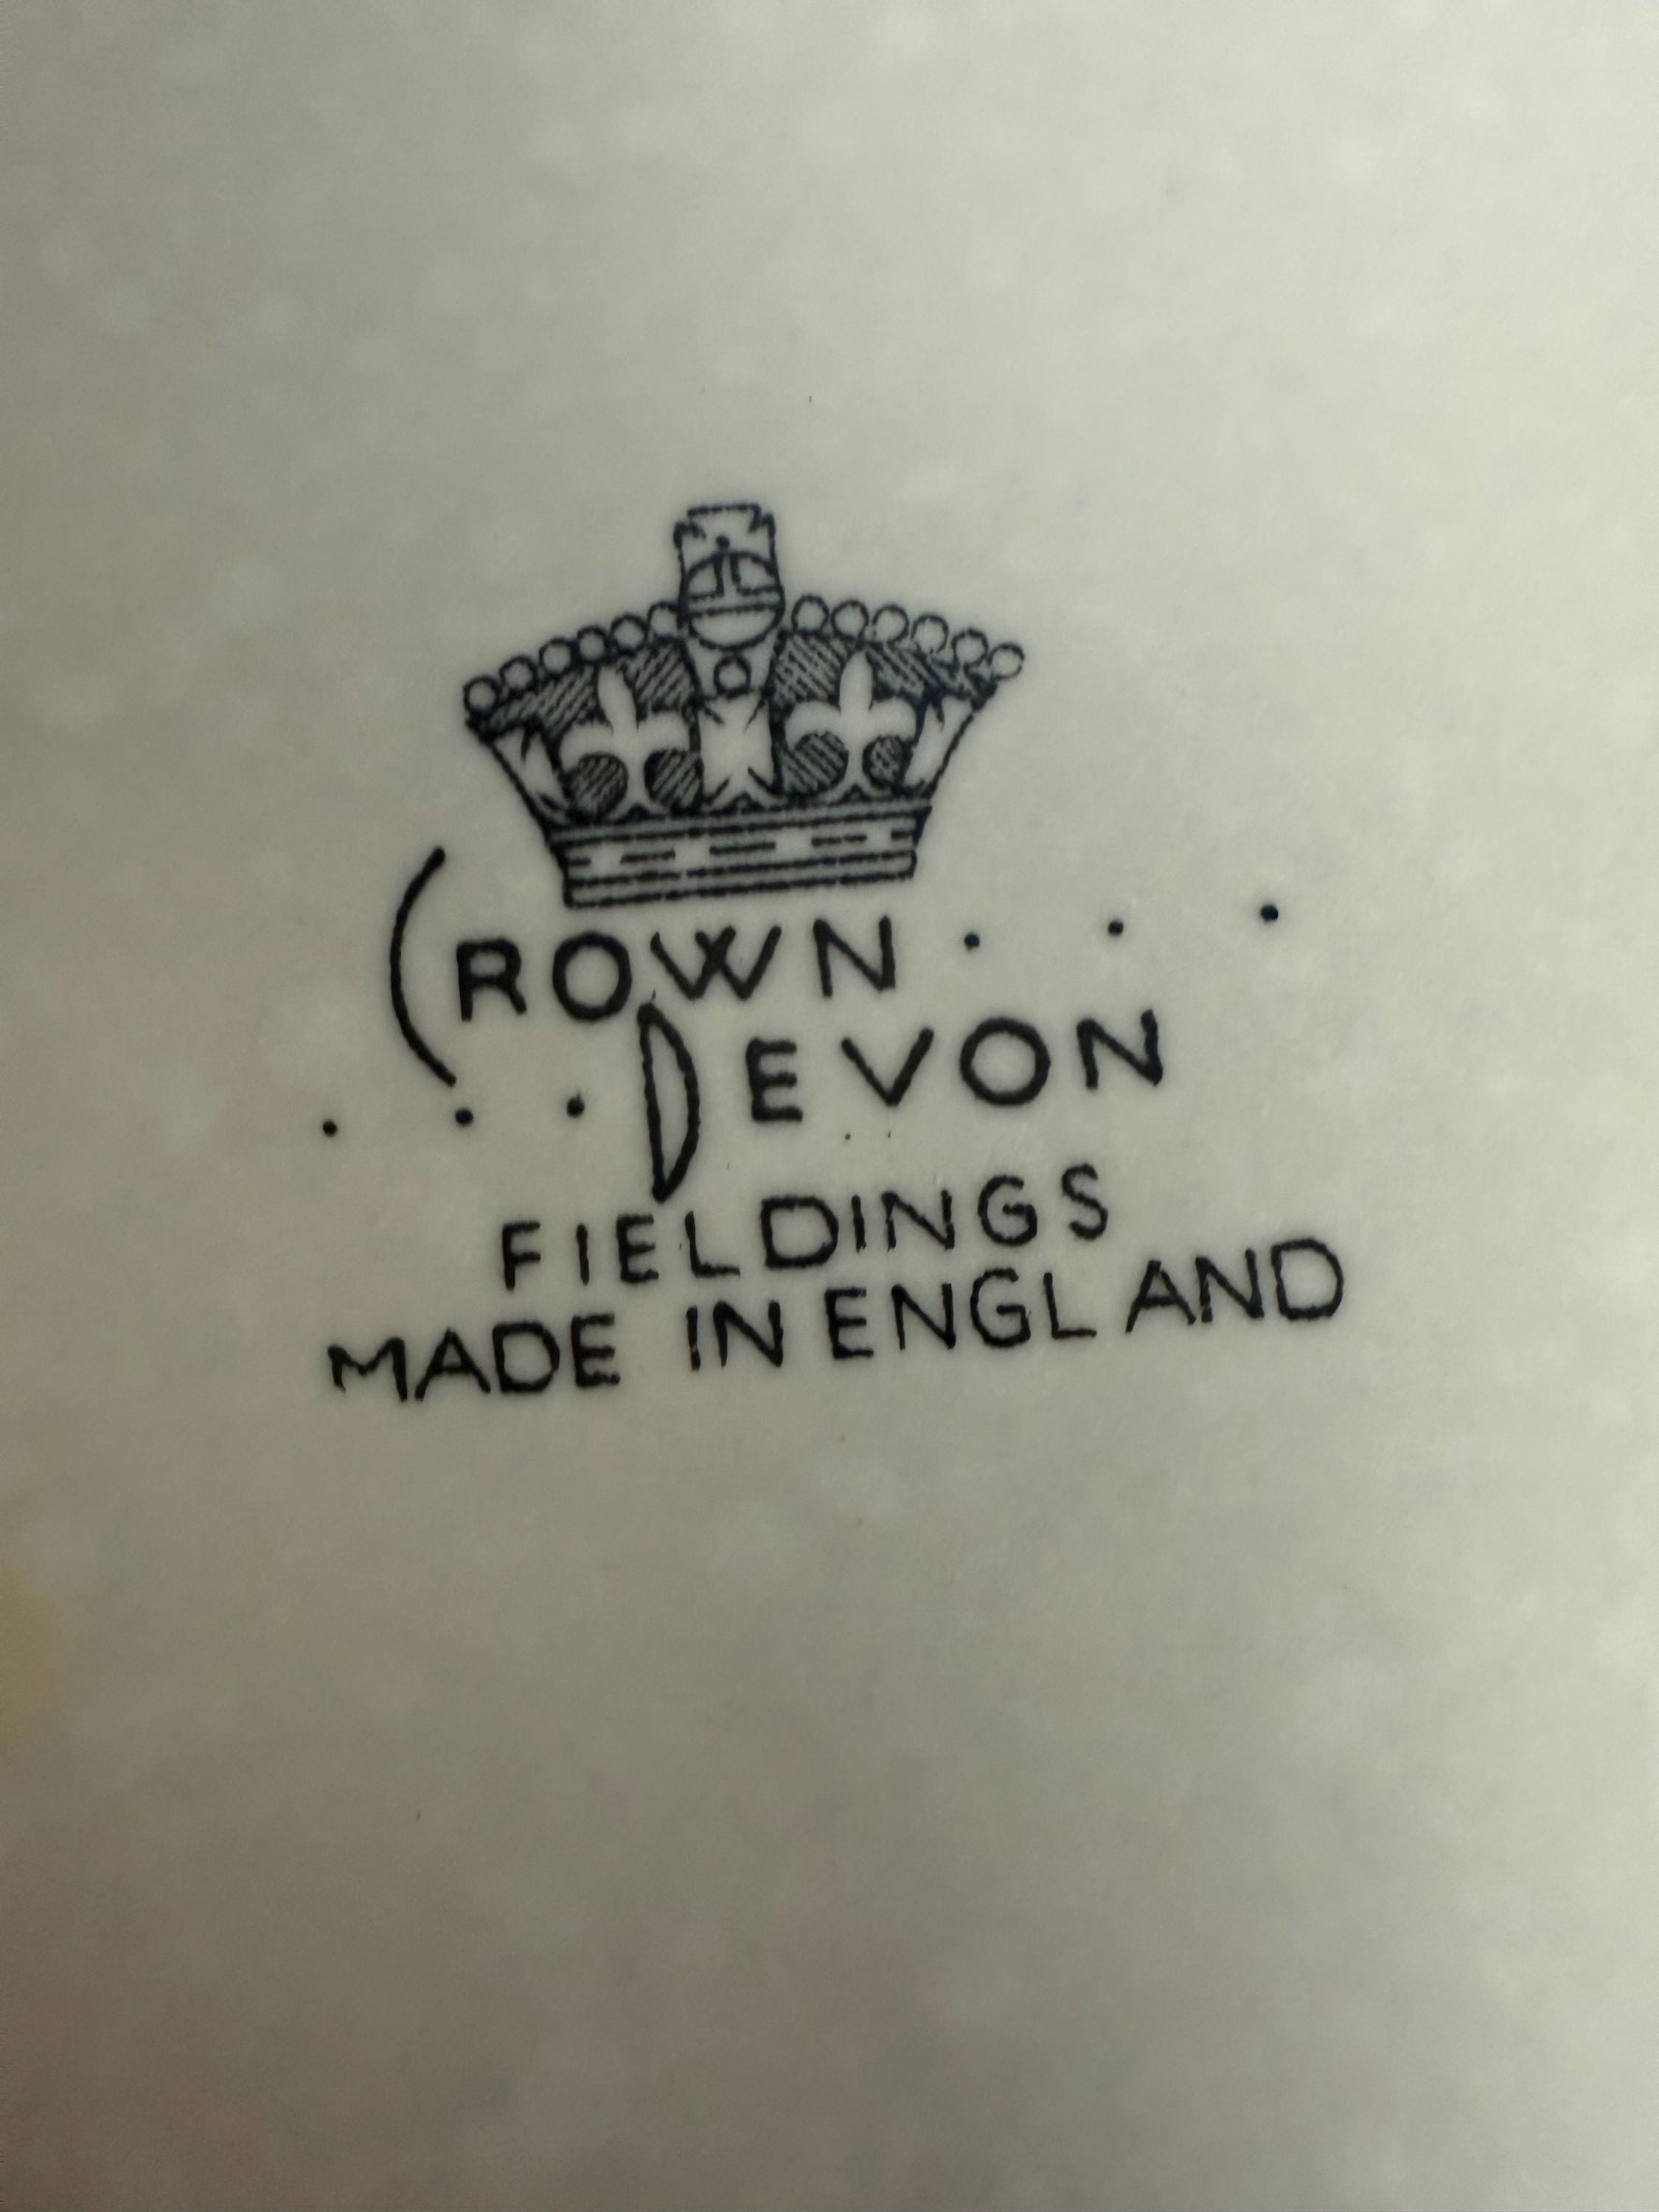 CROWN . . .
. . . DEVON
FIELDINGS
MADE IN ENGLAND